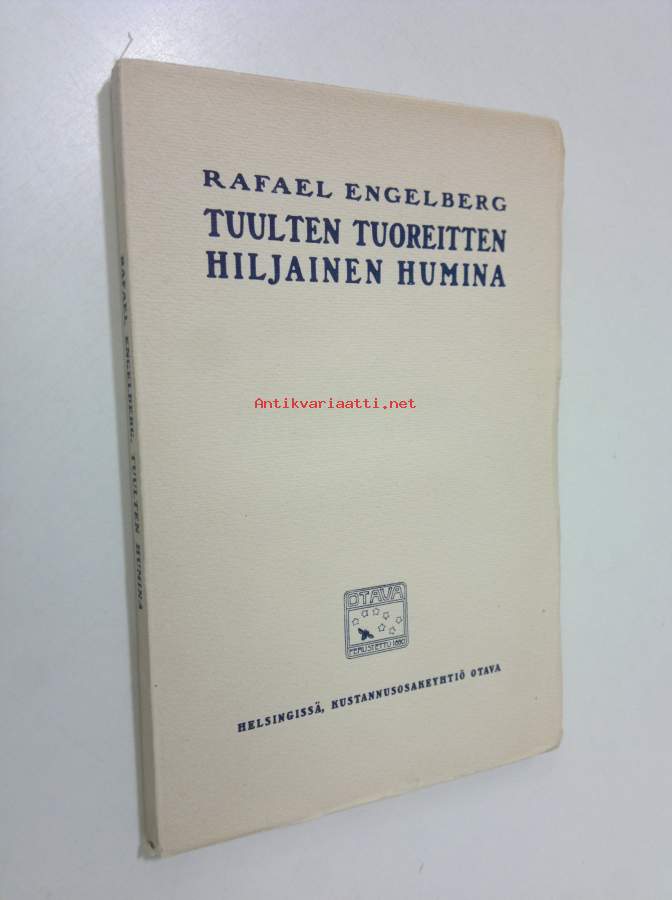 RAFAEL ENGELBERG
TUULTEN TUOREITTEN
HILJAINEN HUMINA
Antikvariaatti.net
OTAVA
PERUSTETTU 1890
HELSINGISSÄ, KUSTANNUSOSAKEYHTIÖ OTAVA
RAFAEL ENGELBERG, TUULTEN HUMINA